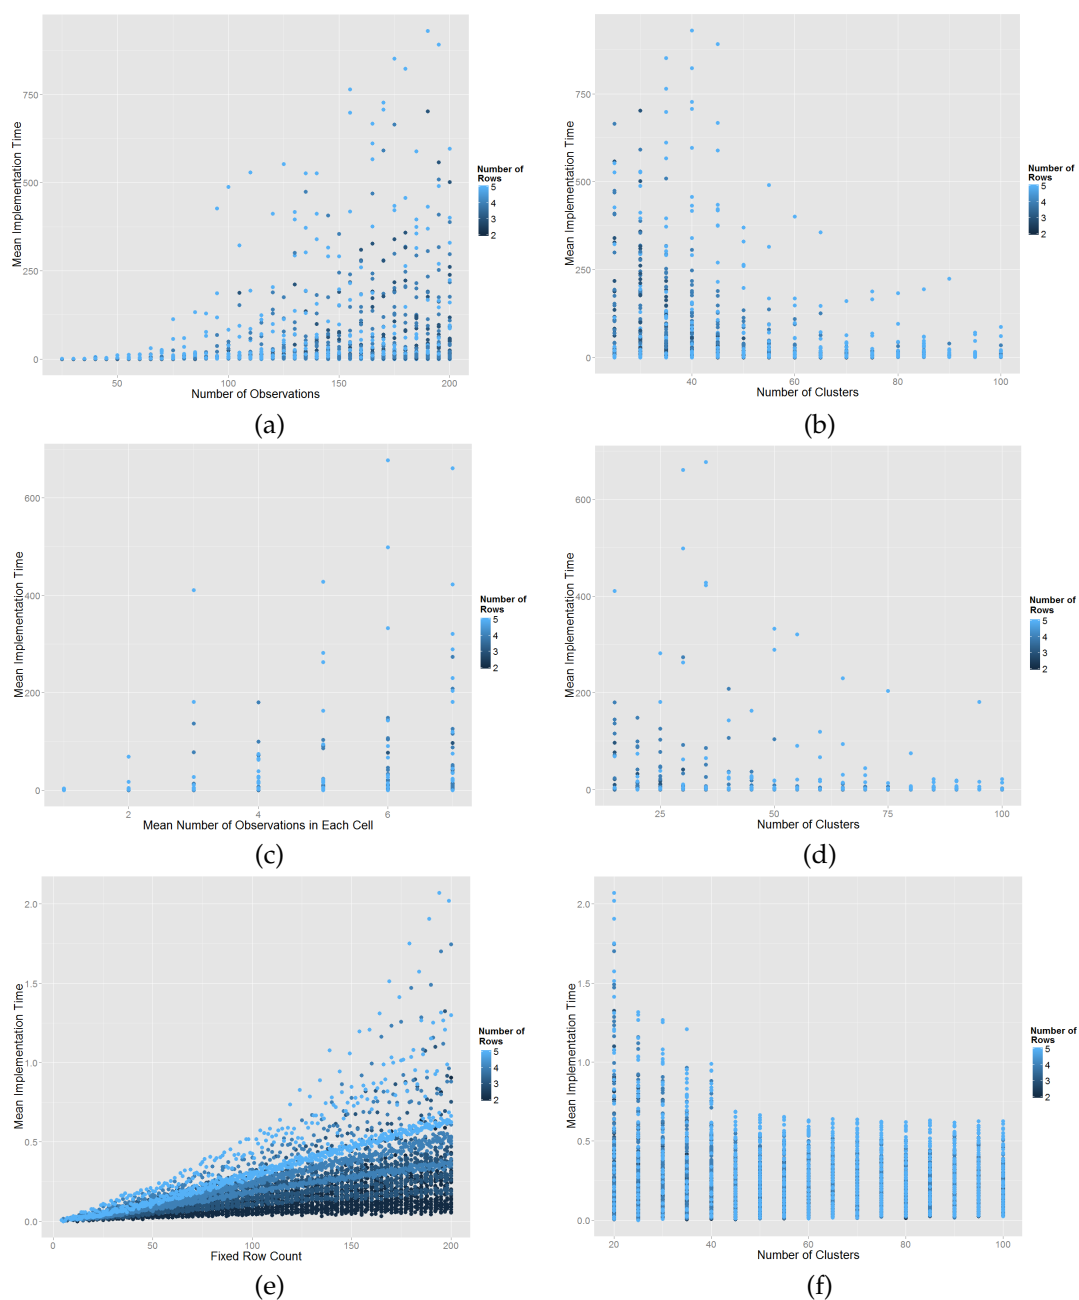 750
500
250
0
50
100
150
200
Mean Implementation Time
Number of Observations
Number of
Rows
5
4
3
2
(a)
750
500
250
0
40
60
80
100
Mean Implementation Time
Number of Clusters
Number of
Rows
5
4
3
2
(b)
600
400
200
0
2
4
6
Mean Implementation Time
Mean Number of Observations in Each Cell
Number of
Rows
5
4
3
2
(c)
600
400
200
0
25
50
75
100
Mean Implementation Time
Number of Clusters
Number of
Rows
5
4
3
2
(d)
2.0
1.5
1.0
0.5
0.0
0
50
100
150
200
Mean Implementation Time
Fixed Row Count
Number of
Rows
5
4
3
2
(e)
2.0
1.5
1.0
0.5
0.0
20
40
60
80
100
Mean Implementation Time
Number of Clusters
Number of
Rows
5
4
3
2
(f)